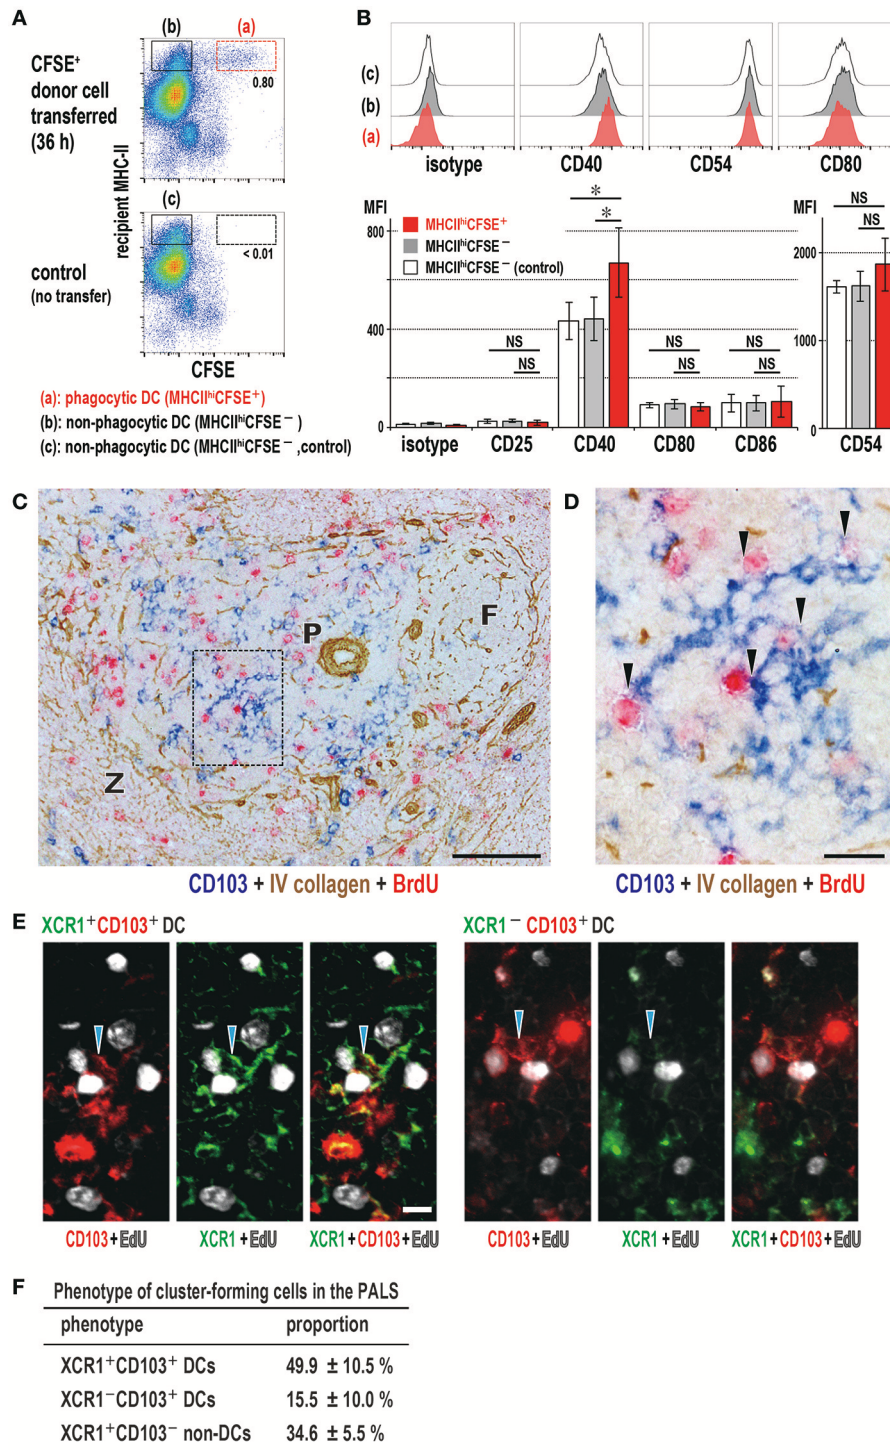 A
(b)
(a)
CFSE+
donor cell
transferred
(36 h)
0.80
(c)
control
(no transfer)
< 0.01
recipient MHC-II
CFSE
(a): phagocytic DC (MHCIIhiCFSE+)
(b): non-phagocytic DC (MHCIIhiCFSE− )
(c): non-phagocytic DC (MHCIIhiCFSE− ,control)
B
(c)
(b)
(a)
isotype
CD40
CD54
CD80
MFI
800
400
0
MHCIIhiCFSE+
MHCIIhiCFSE−
MHCIIhiCFSE− (control)
*
*
NS
NS
NS
NS
NS
NS
isotype
CD25
CD40
CD80
CD86
MFI
NS
NS
2000
1000
0
CD54
C
P
F
Z
CD103 + IV collagen + BrdU
D
CD103 + IV collagen + BrdU
E
XCR1+CD103+ DC
XCR1− CD103+ DC
CD103 + EdU
XCR1 + EdU
XCR1 + CD103 + EdU
CD103 + EdU
XCR1 + EdU
XCR1 + CD103 + EdU
F
Phenotype of cluster-forming cells in the PALS
phenotype proportion
XCR1+CD103+ DCs 49.9 ± 10.5 %
XCR1−CD103+ DCs 15.5 ± 10.0 %
XCR1+CD103− non-DCs 34.6 ± 5.5 %